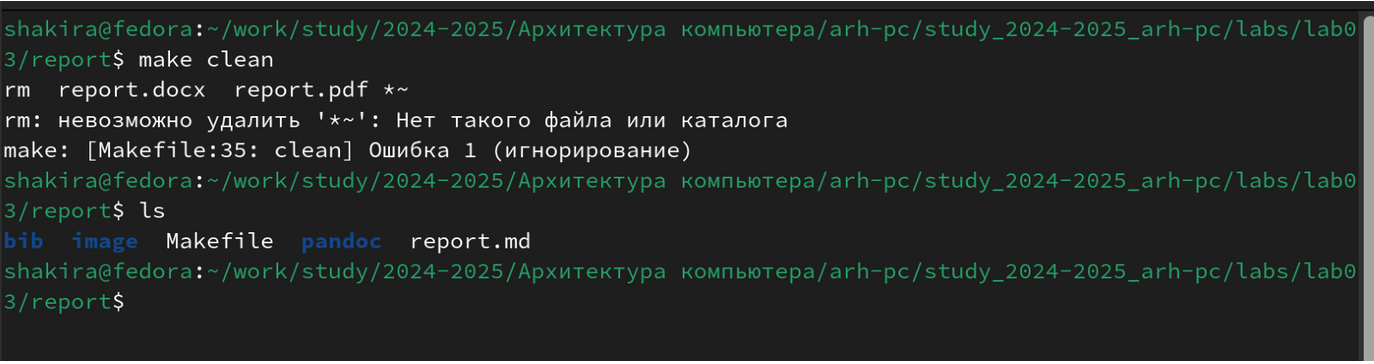 shakira@fedora:~/work/study/2024-2025/Архитектура компьютера/arh-pc/study_2024-2025_arh-pc/labs/lab0
3/report$ make clean
rm  report.docx  report.pdf *~
rm: невозможно удалить '*~': Нет такого файла или каталога
make: [Makefile:35: clean] Ошибка 1 (игнорирование)
shakira@fedora:~/work/study/2024-2025/Архитектура компьютера/arh-pc/study_2024-2025_arh-pc/labs/lab0
3/report$ ls
bib  image  Makefile  pandoc  report.md
shakira@fedora:~/work/study/2024-2025/Архитектура компьютера/arh-pc/study_2024-2025_arh-pc/labs/lab0
3/report$